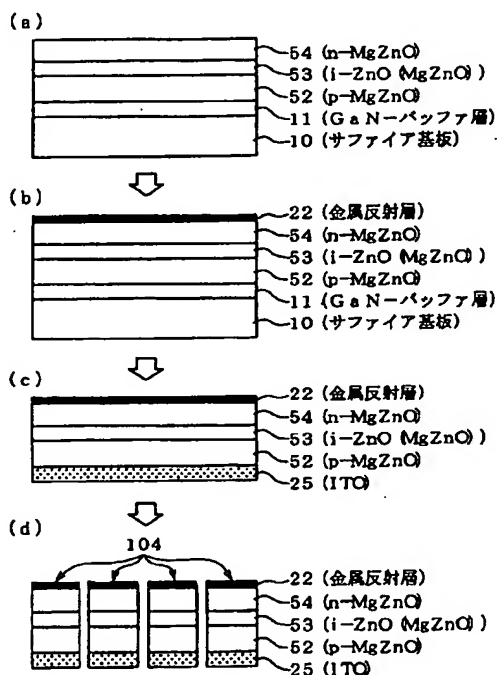 (a)
54 (n-MgZnO)
53 (i-ZnO (MgZnO))
52 (p-MgZnO)
11 (GaN-バッファ層)
10 (サファイア基板)
(b)
22 (金属反射層)
54 (n-MgZnO)
53 (i-ZnO (MgZnO))
52 (p-MgZnO)
11 (GaN-バッファ層)
10 (サファイア基板)
(c)
22 (金属反射層)
54 (n-MgZnO)
53 (i-ZnO (MgZnO))
52 (p-MgZnO)
25 (ITO)
(d)
104
22 (金属反射層)
54 (n-MgZnO)
53 (i-ZnO (MgZnO))
52 (p-MgZnO)
25 (ITO)